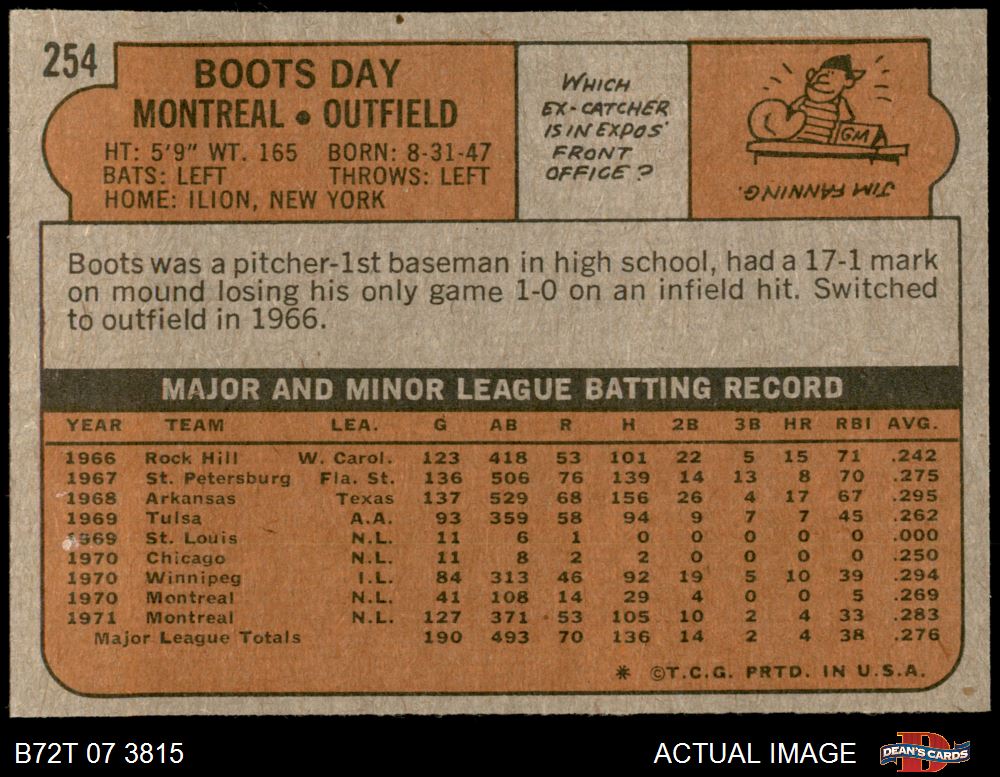 254
BOOTS DAY
MONTREAL • OUTFIELD
HT: 5'9" WT. 165 BORN: 8-31-47
BATS: LEFT THROWS: LEFT
HOME: ILION, NEW YORK
WHICH
EX-CATCHER
IS IN EXPOS'
FRONT
OFFICE?
GM
JIM FANNING.
Boots was a pitcher-1st baseman in high school, had a 17-1 mark
on mound losing his only game 1-0 on an infield hit. Switched
to outfield in 1966.
MAJOR AND MINOR LEAGUE BATTING RECORD
YEAR TEAM LEA. G AB R H 2B 3B HR RBI AVG.
1966 Rock Hill W. Carol. 123 418 53 101 22 5 15 71 .242
1967 St. Petersburg Fla. St. 136 506 76 139 14 13 8 70 .275
1968 Arkansas Texas 137 529 68 156 26 4 17 67 .295
1969 Tulsa A.A. 93 359 58 94 9 7 7 45 .262
1969 St. Louis N.L. 11 6 1 0 0 0 0 0 .000
1970 Chicago N.L. 11 8 2 2 0 0 0 0 .250
1970 Winnipeg I.L. 84 313 46 92 19 5 10 39 .294
1970 Montreal N.L. 41 108 14 29 4 0 0 5 .269
1971 Montreal N.L. 127 371 53 105 10 2 4 33 .283
Major League Totals 190 493 70 136 14 2 4 38 .276
* ©T.C.G. PRTD. IN U.S.A.
B72T 07 3815
ACTUAL IMAGE
DEAN'S CARDS